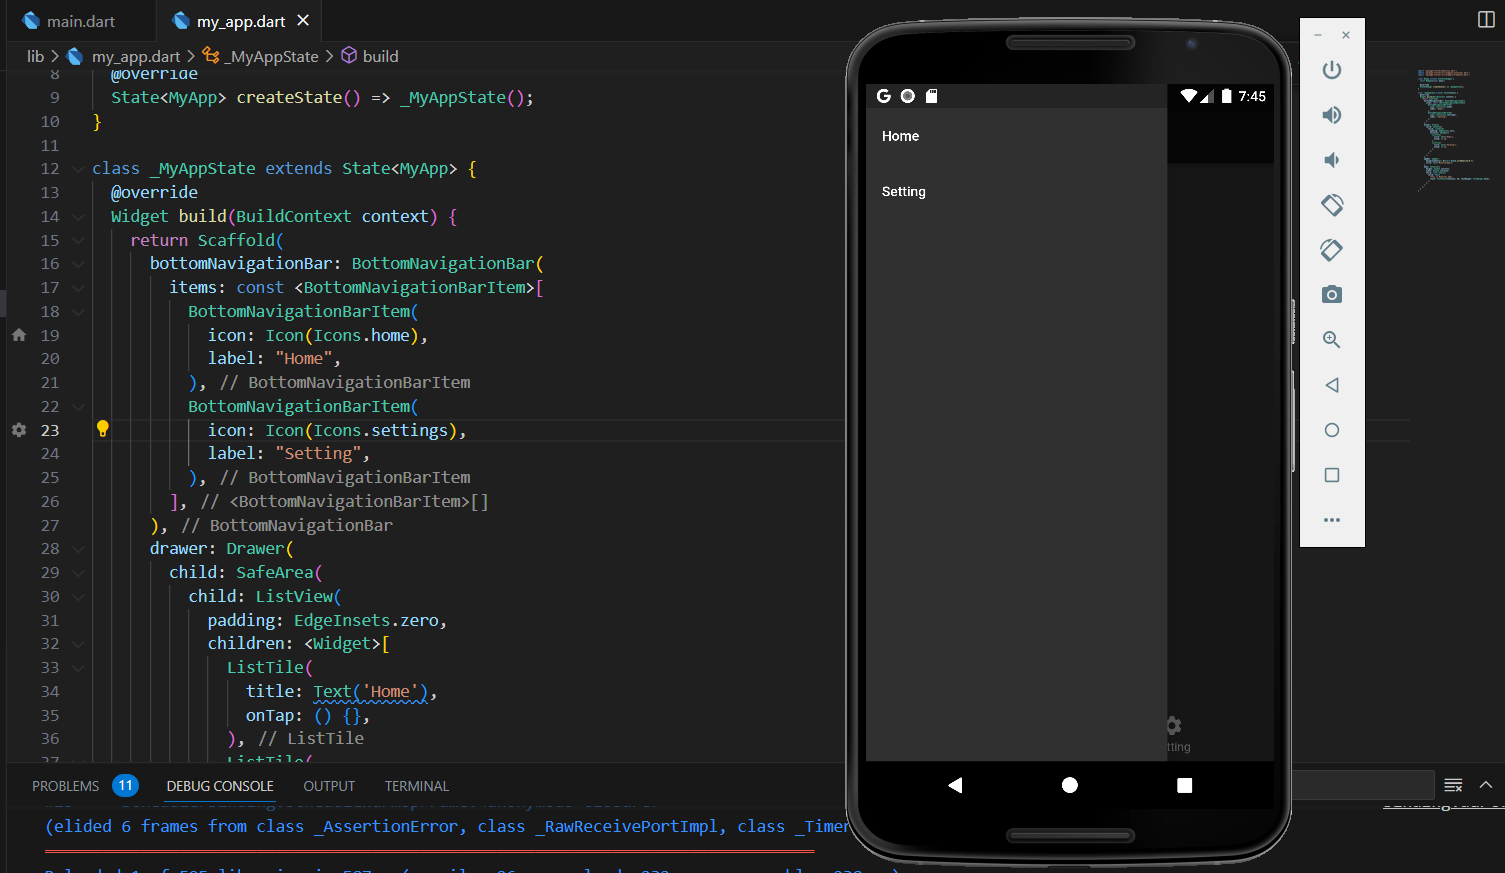 main.dart
my_app.dart
lib > my_app.dart > _MyAppState > build
8 @override
9 State<MyApp> createState() => _MyAppState();
10 }
11
12 class _MyAppState extends State<MyApp> {
13 @override
14 Widget build(BuildContext context) {
15 return Scaffold(
16 bottomNavigationBar: BottomNavigationBar(
17 items: const <BottomNavigationBarItem>[
18 BottomNavigationBarItem(
19 icon: Icon(Icons.home),
20 label: "Home",
21 ), // BottomNavigationBarItem
22 BottomNavigationBarItem(
23 icon: Icon(Icons.settings),
24 label: "Setting",
25 ), // BottomNavigationBarItem
26 ], // <BottomNavigationBarItem>[]
27 ), // BottomNavigationBar
28 drawer: Drawer(
29 child: SafeArea(
30 child: ListView(
31 padding: EdgeInsets.zero,
32 children: <Widget>[
33 ListTile(
34 title: Text('Home'),
35 onTap: () {},
36 ), // ListTile
37 ListTile(
PROBLEMS 11 DEBUG CONSOLE OUTPUT TERMINAL
(elided 6 frames from class _AssertionError, class _RawReceivePortImpl, class _Timer
7:45
Home
Setting
tting